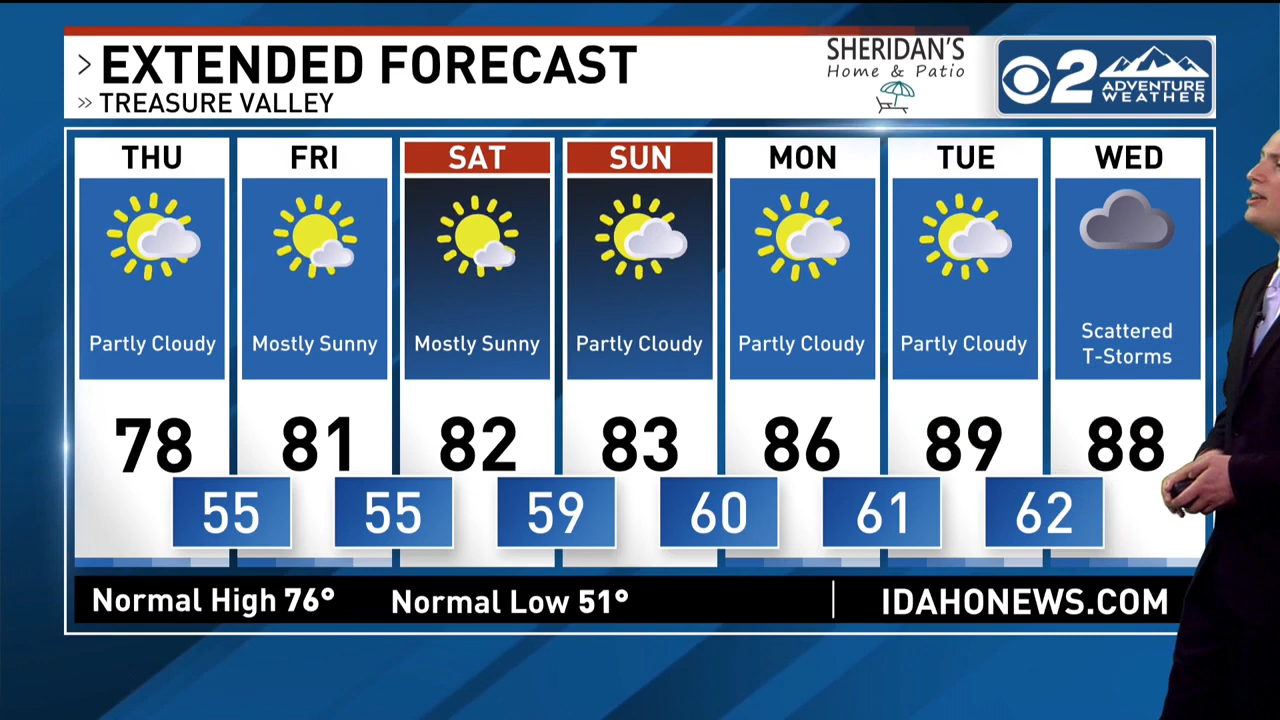 > EXTENDED FORECAST
>> TREASURE VALLEY
SHERIDAN'S
Home & Patio
2
ADVENTURE
WEATHER
THU FRI SAT SUN MON TUE WED
Partly Cloudy Mostly Sunny Mostly Sunny Partly Cloudy Partly Cloudy Partly Cloudy Scattered
T-Storms
78 81 82 83 86 89 88
55 55 59 60 61 62
Normal High 76° Normal Low 51° IDAHONEWS.COM